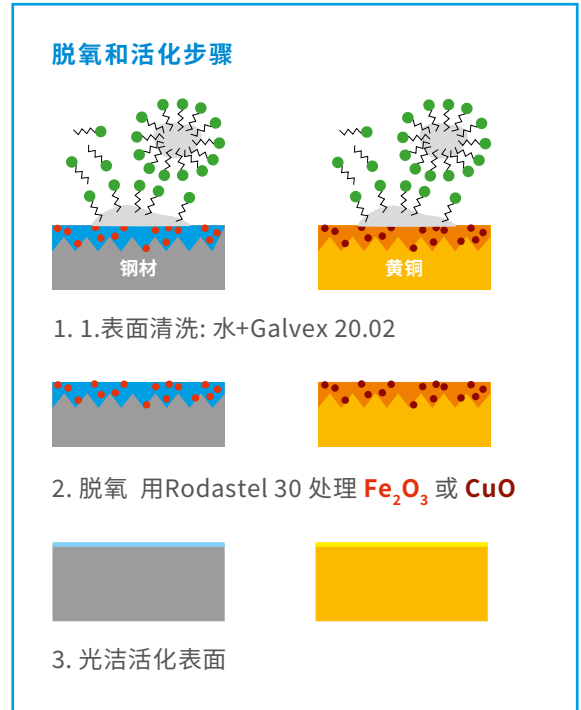 脱氧和活化步骤
钢材
黄铜
1. 1.表面清洗: 水+Galvex 20.02
2. 脱氧 用Rodastel 30 处理 Fe₂O₃ 或 CuO
3. 光洁活化表面